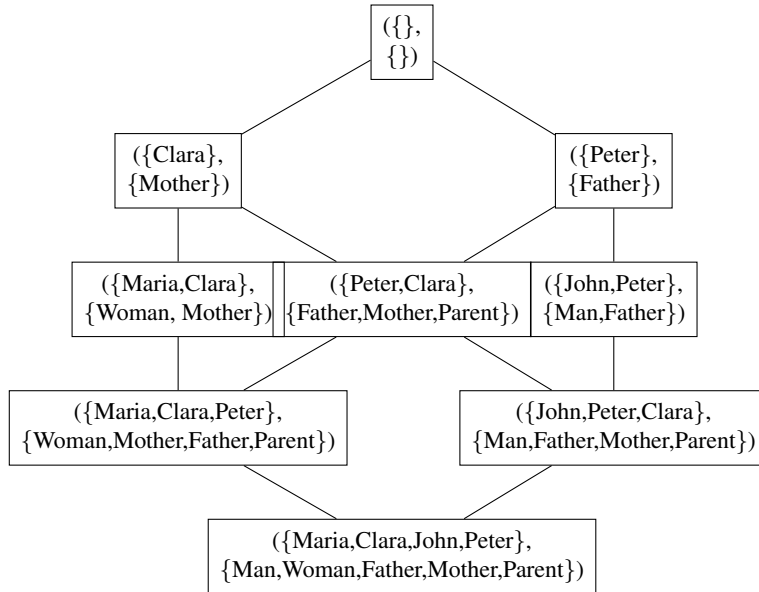 ({},
{})
({Clara},
{Mother})
({Peter},
{Father})
({Maria,Clara},
{Woman, Mother})
({Peter,Clara},
{Father,Mother,Parent})
({John,Peter},
{Man,Father})
({Maria,Clara,Peter},
{Woman,Mother,Father,Parent})
({John,Peter,Clara},
{Man,Father,Mother,Parent})
({Maria,Clara,John,Peter},
{Man,Woman,Father,Mother,Parent})